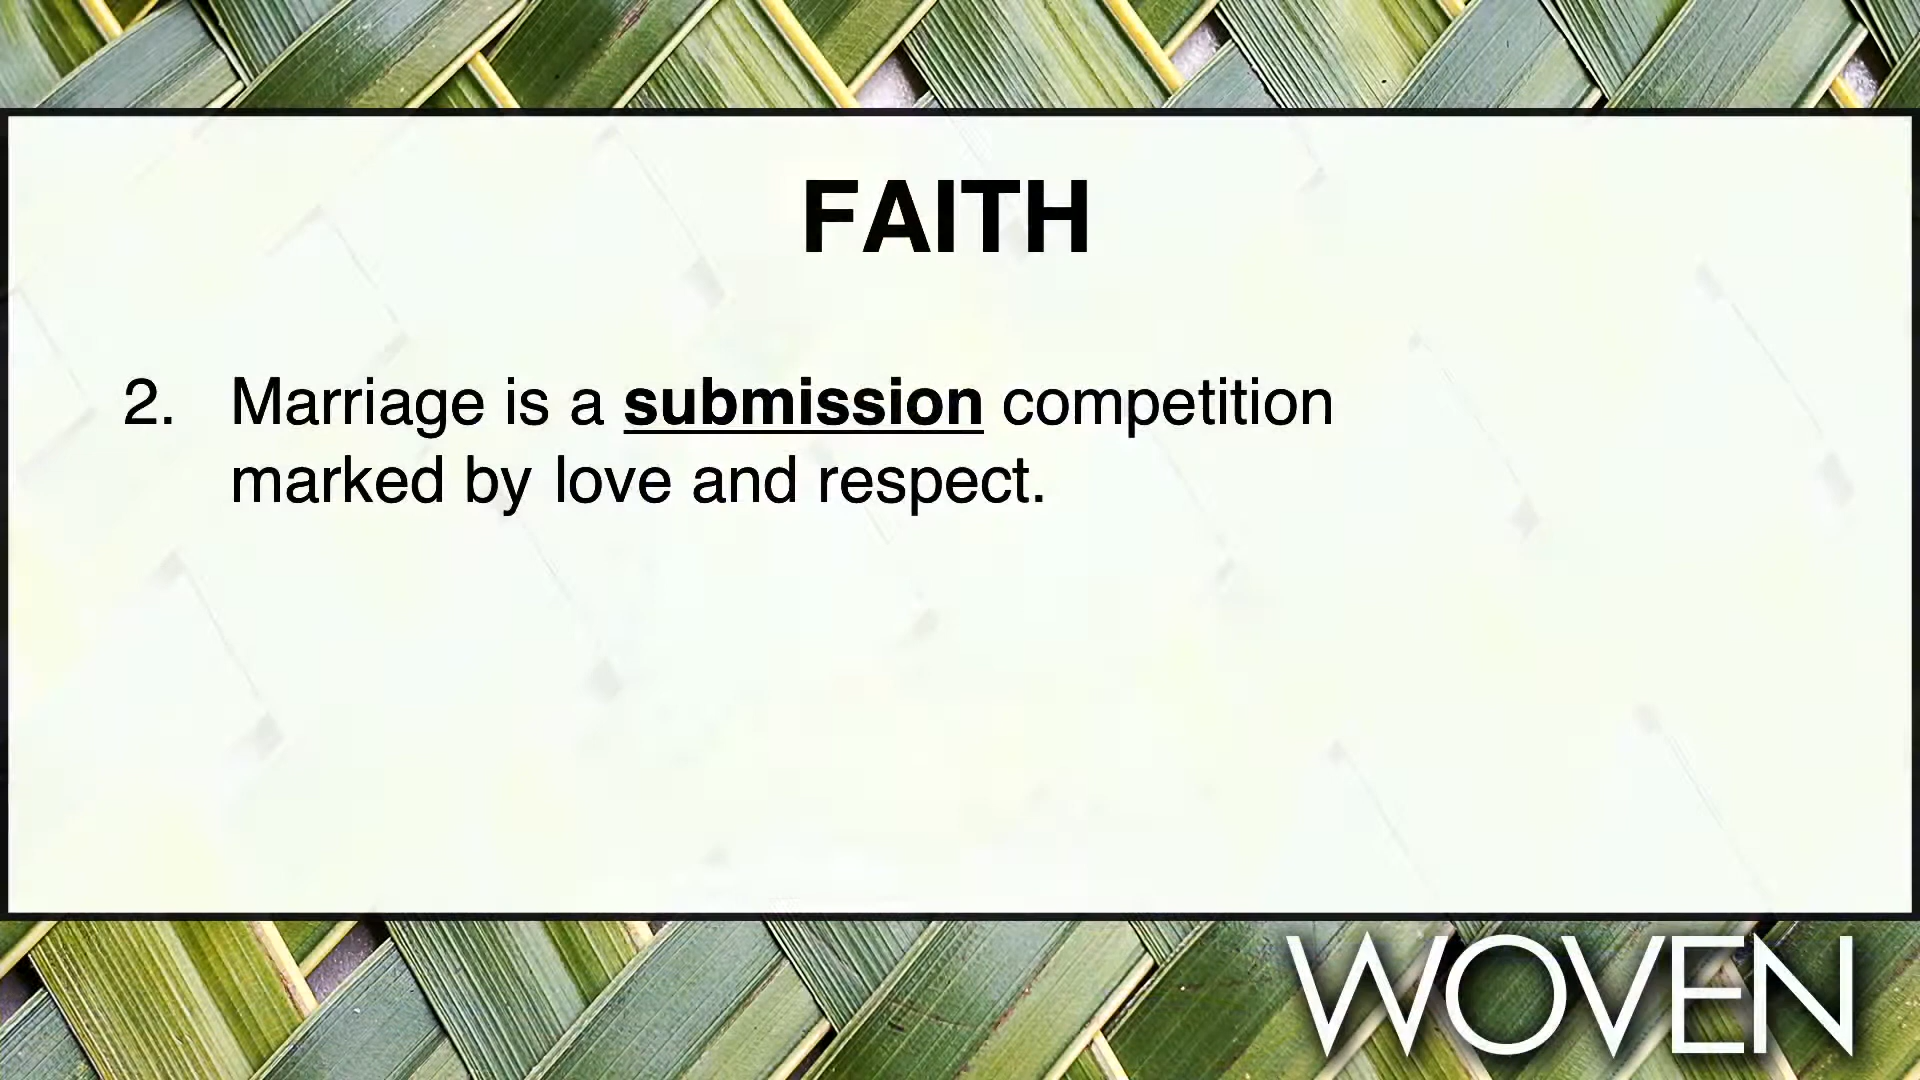 FAITH
2. Marriage is a submission competition
marked by love and respect.
WOVEN